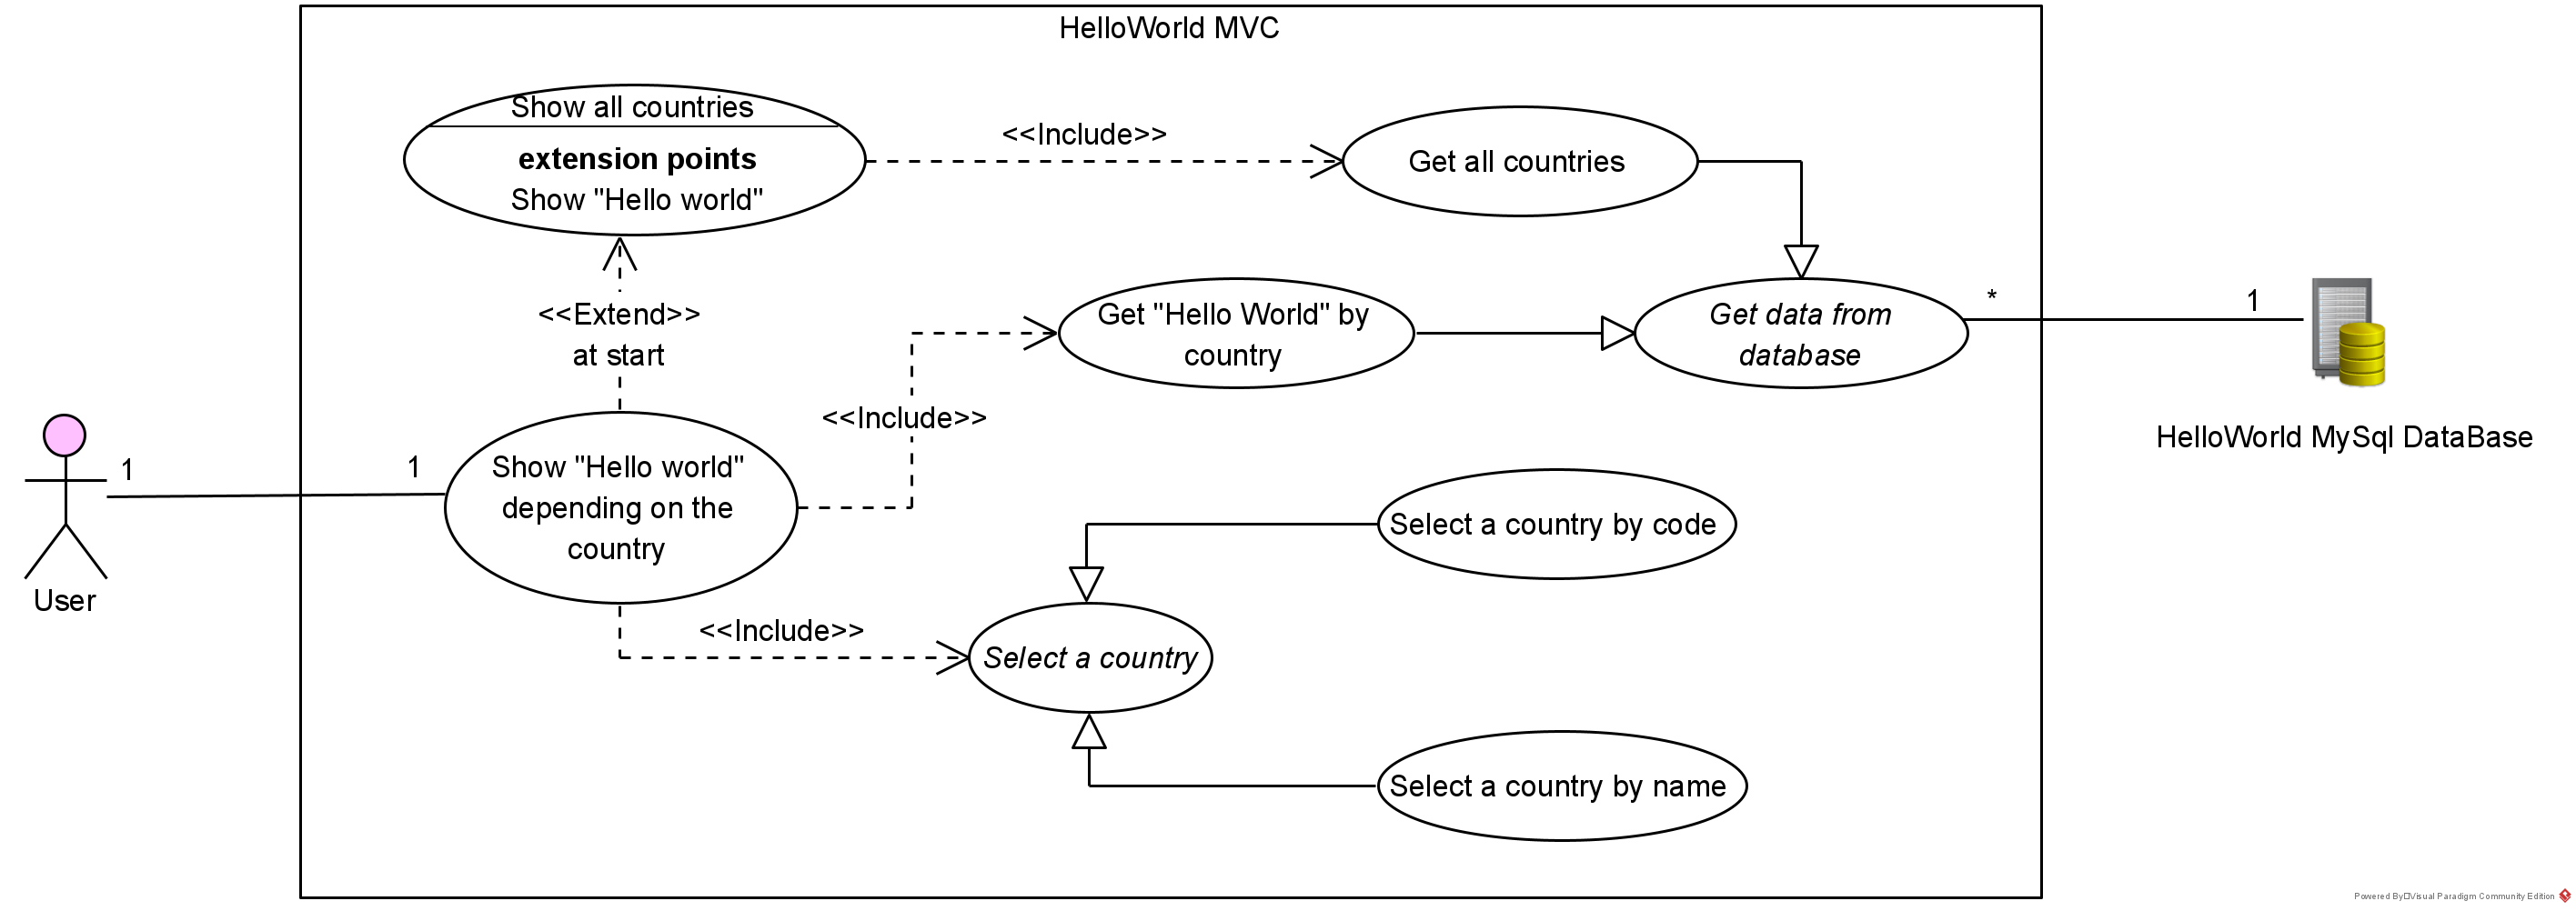 HelloWorld MVC
Show all countries
extension points
Show "Hello world"
<<Include>>
Get all countries
<<Extend>>
at start
Get "Hello World" by
country
Get data from
database
*
1
HelloWorld MySql DataBase
<<Include>>
1
1
User
Show "Hello world"
depending on the
country
Select a country by code
<<Include>>
Select a country
Select a country by name
Powered By□Visual Paradigm Community Edition